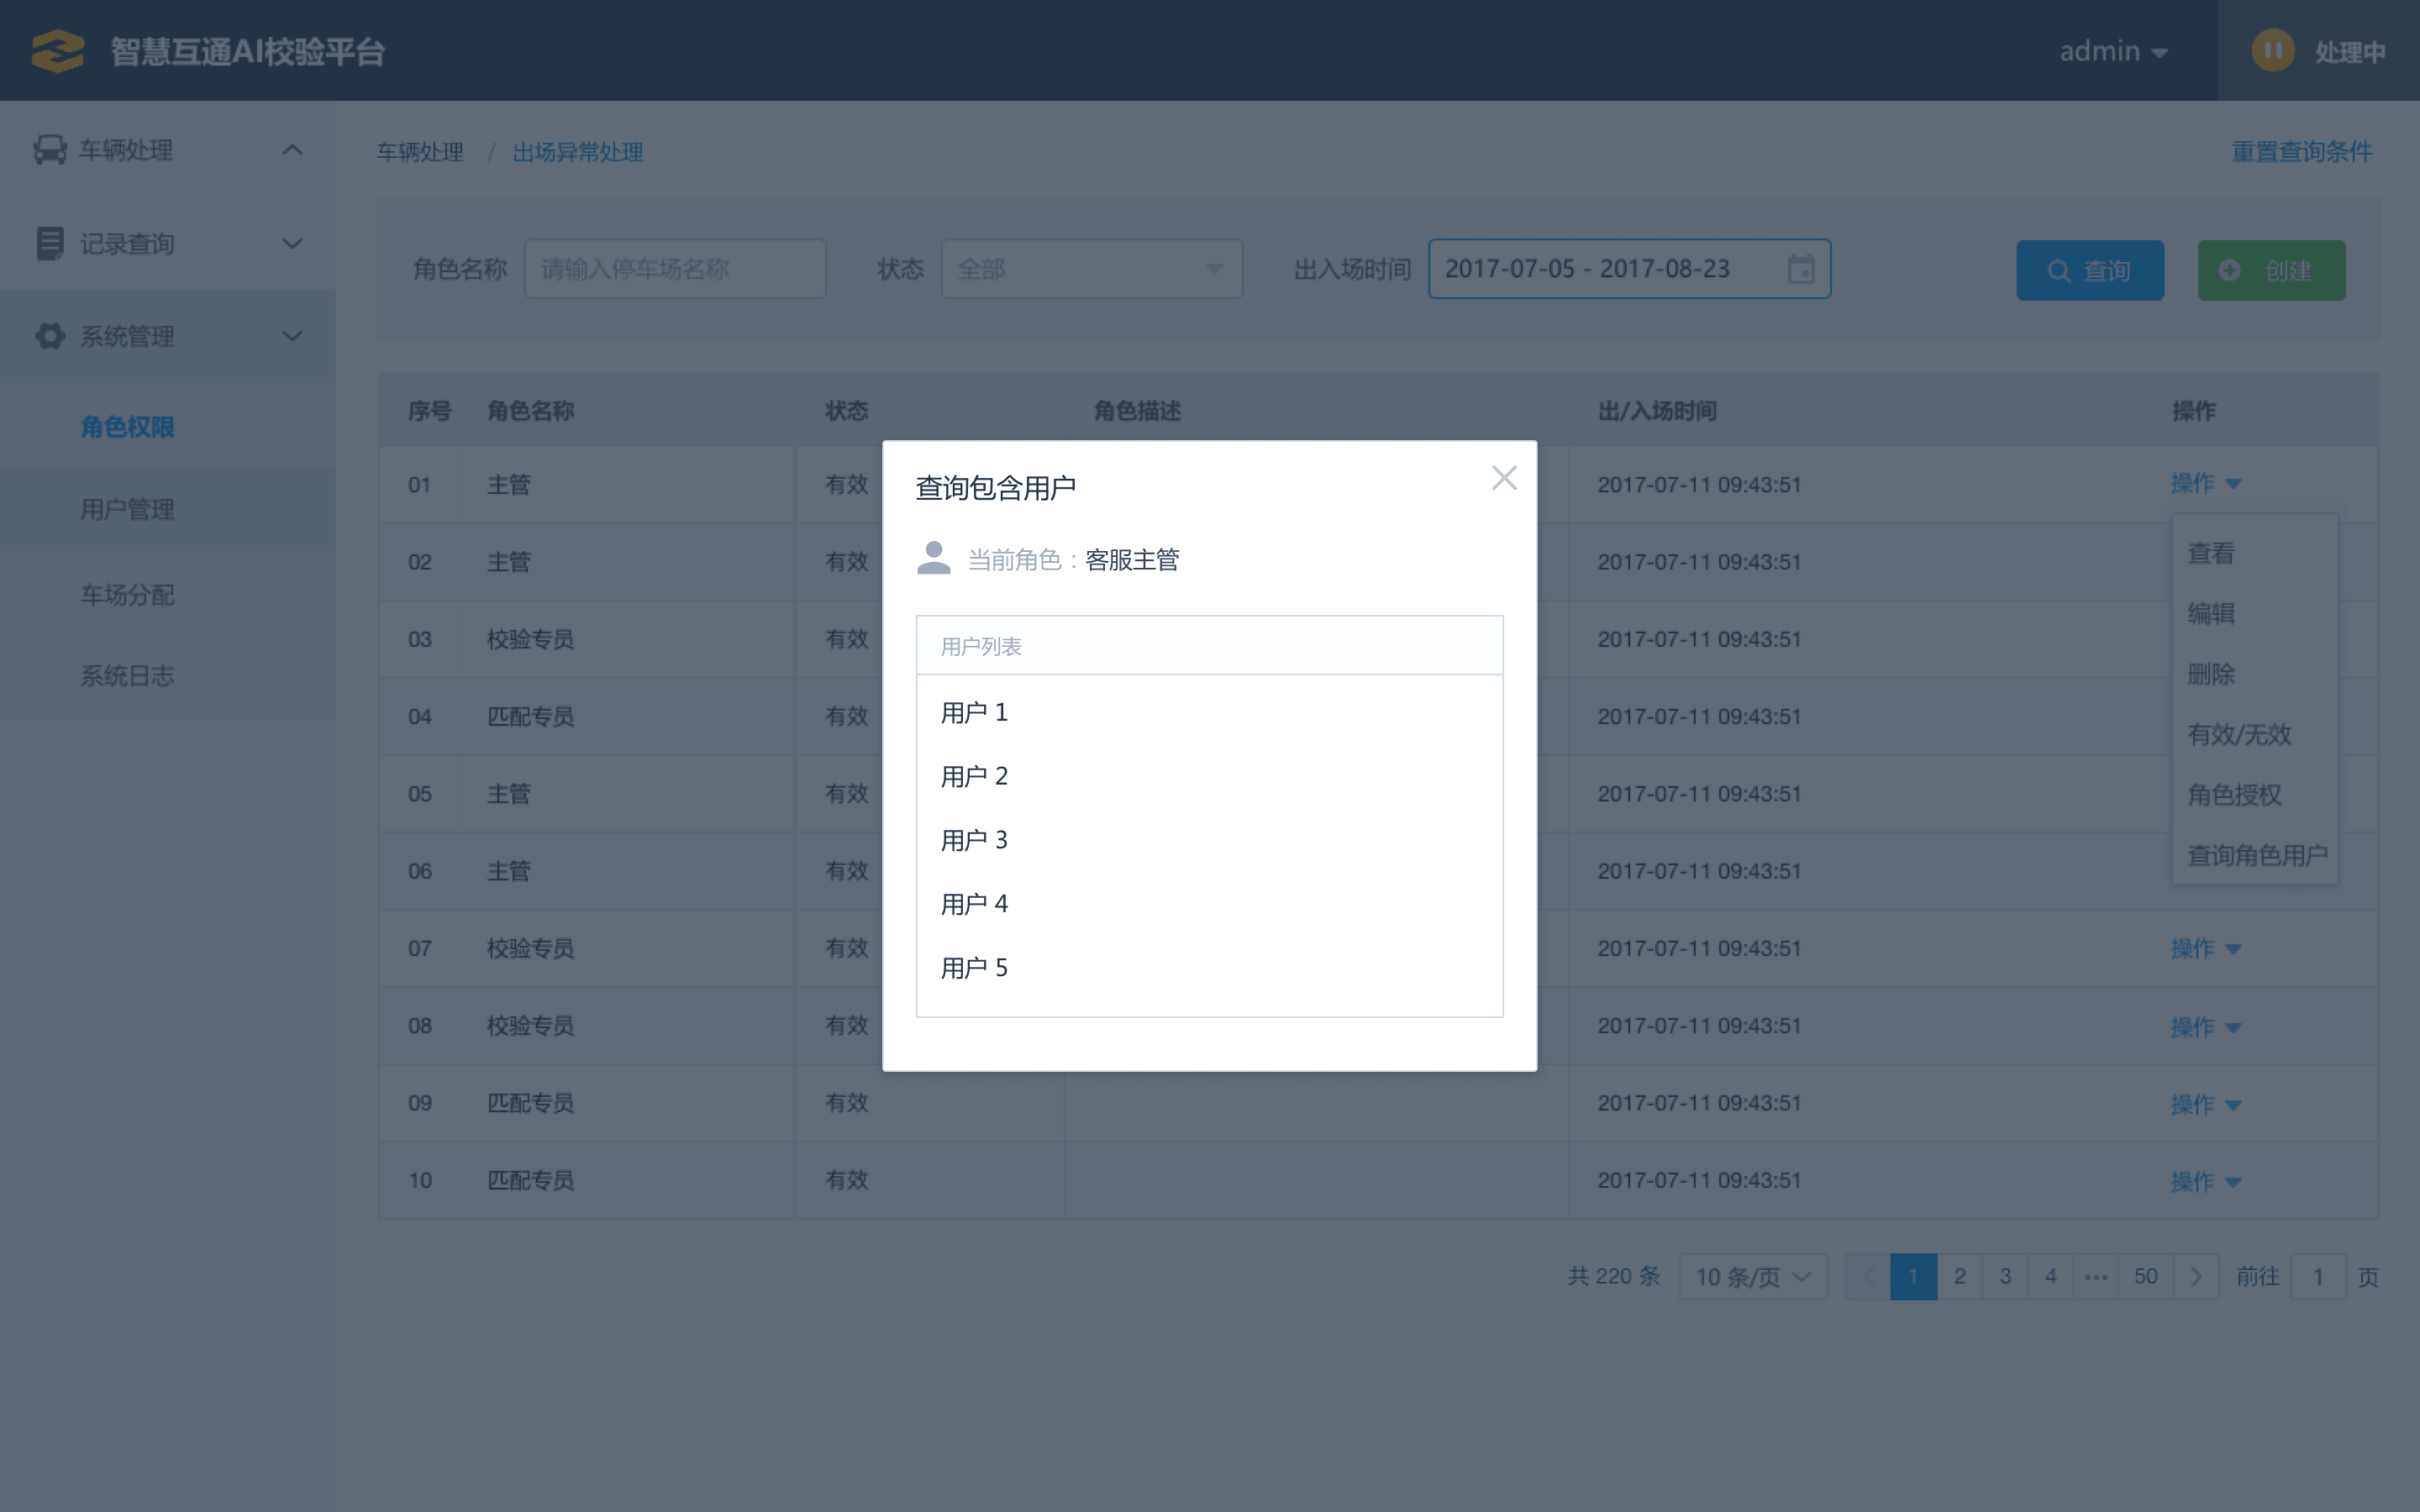 智慧互通AI校验平台
admin
处理中
车辆处理
记录查询
系统管理
角色权限
用户管理
车场分配
系统日志
车辆处理 / 出场异常处理
重置查询条件
角色名称 请输入停车场名称 状态 全部 出入场时间 2017-07-05 - 2017-08-23 查询 创建
序号 角色名称 状态 角色描述 出/入场时间 操作
01 主管 有效 2017-07-11 09:43:51 操作
02 主管 有效 2017-07-11 09:43:51
03 校验专员 有效 2017-07-11 09:43:51
04 匹配专员 有效 2017-07-11 09:43:51
05 主管 有效 2017-07-11 09:43:51
06 主管 有效 2017-07-11 09:43:51
07 校验专员 有效 2017-07-11 09:43:51 操作
08 校验专员 有效 2017-07-11 09:43:51 操作
09 匹配专员 有效 2017-07-11 09:43:51 操作
10 匹配专员 有效 2017-07-11 09:43:51 操作
查看
编辑
删除
有效/无效
角色授权
查询角色用户
查询包含用户
当前角色：客服主管
用户列表
用户 1
用户 2
用户 3
用户 4
用户 5
共 220 条 10 条/页 1 2 3 4 ••• 50 前往 1 页